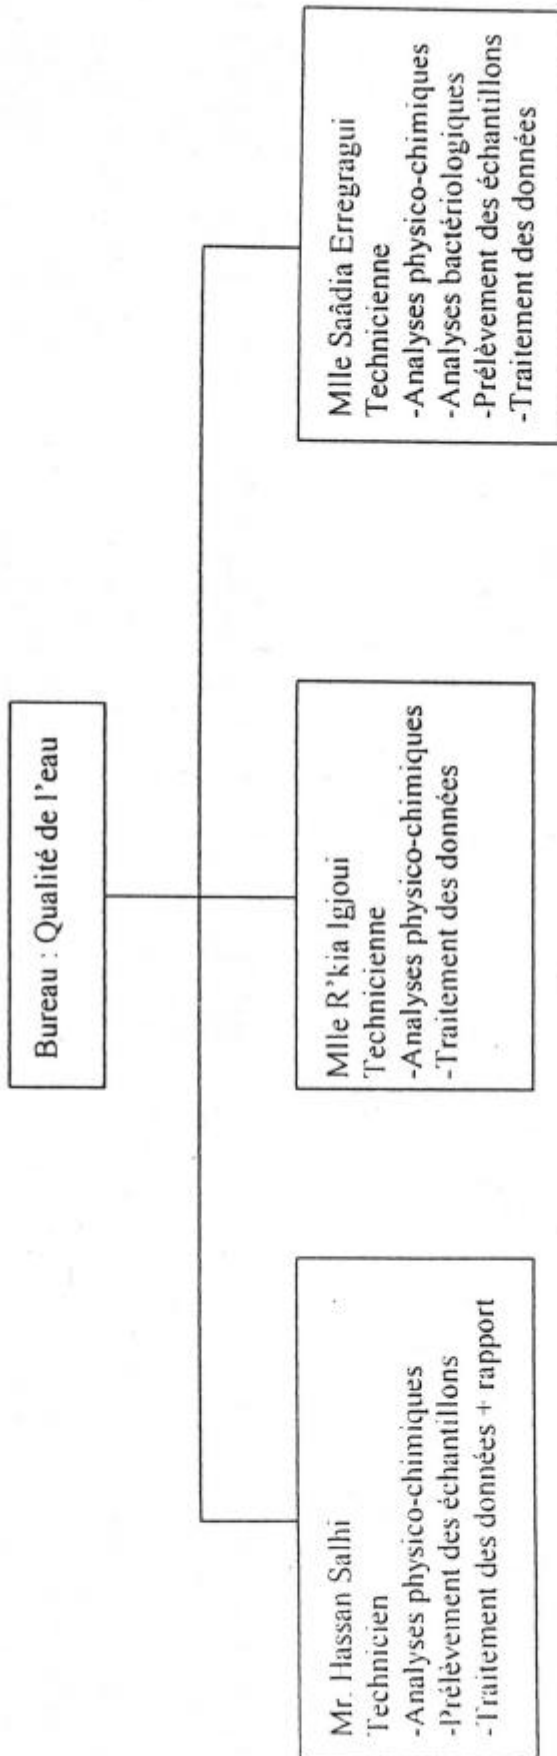 Bureau : Qualité de l'eau
Mr. Hassan Salhi
Technicien
-Analyses physico-chimiques
-Prélèvement des échantillons
-Traitement des données + rapport
Mlle R'kia Igjoui
Technicienne
-Analyses physico-chimiques
-Traitement des données
Mlle Saâdia Erregragui
Technicienne
-Analyses physico-chimiques
-Analyses bactériologiques
-Prélèvement des échantillons
-Traitement des données